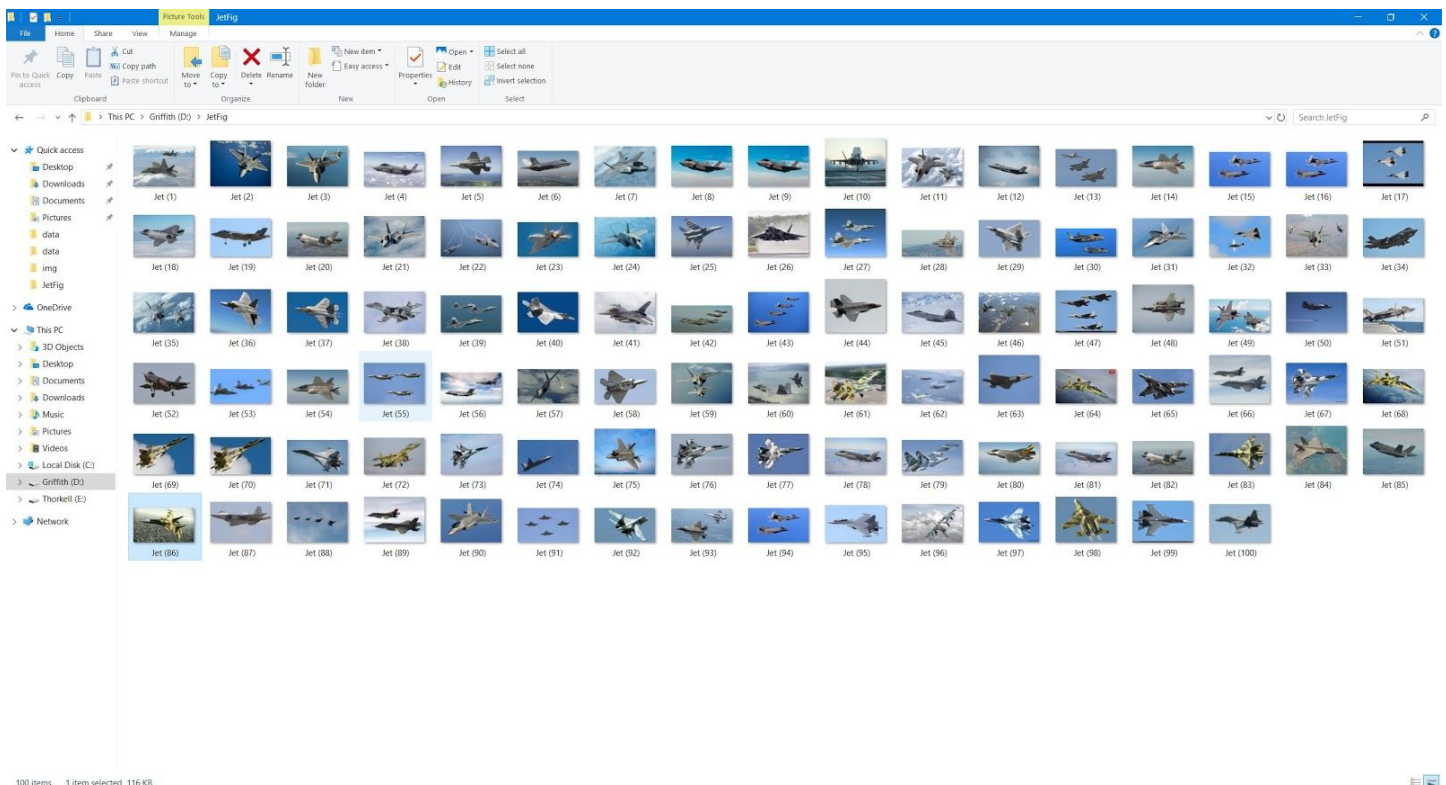 Picture Tools JetFig
File Home Share View Manage
Pin to Quick access
Copy
Paste
Cut
Copy path
Paste shortcut
Clipboard
Move to
Copy to
Delete
Rename
Organize
New folder
New item
Easy access
New
Properties
Open
Edit
History
Open
Select all
Select none
Invert selection
Select
This PC > Griffith (D:) > JetFig
Search JetFig
Quick access
Desktop
Downloads
Documents
Pictures
data
data
img
JetFig
OneDrive
This PC
3D Objects
Desktop
Documents
Downloads
Music
Pictures
Videos
Local Disk (C:)
Griffith (D:)
Thorkell (E:)
Network
Jet (1) Jet (2) Jet (3) Jet (4) Jet (5) Jet (6) Jet (7) Jet (8) Jet (9) Jet (10) Jet (11) Jet (12) Jet (13) Jet (14) Jet (15) Jet (16) Jet (17)
Jet (18) Jet (19) Jet (20) Jet (21) Jet (22) Jet (23) Jet (24) Jet (25) Jet (26) Jet (27) Jet (28) Jet (29) Jet (30) Jet (31) Jet (32) Jet (33) Jet (34)
Jet (35) Jet (36) Jet (37) Jet (38) Jet (39) Jet (40) Jet (41) Jet (42) Jet (43) Jet (44) Jet (45) Jet (46) Jet (47) Jet (48) Jet (49) Jet (50) Jet (51)
Jet (52) Jet (53) Jet (54) Jet (55) Jet (56) Jet (57) Jet (58) Jet (59) Jet (60) Jet (61) Jet (62) Jet (63) Jet (64) Jet (65) Jet (66) Jet (67) Jet (68)
Jet (69) Jet (70) Jet (71) Jet (72) Jet (73) Jet (74) Jet (75) Jet (76) Jet (77) Jet (78) Jet (79) Jet (80) Jet (81) Jet (82) Jet (83) Jet (84) Jet (85)
Jet (86) Jet (87) Jet (88) Jet (89) Jet (90) Jet (91) Jet (92) Jet (93) Jet (94) Jet (95) Jet (96) Jet (97) Jet (98) Jet (99) Jet (100)
100 items 1 item selected 116 KB